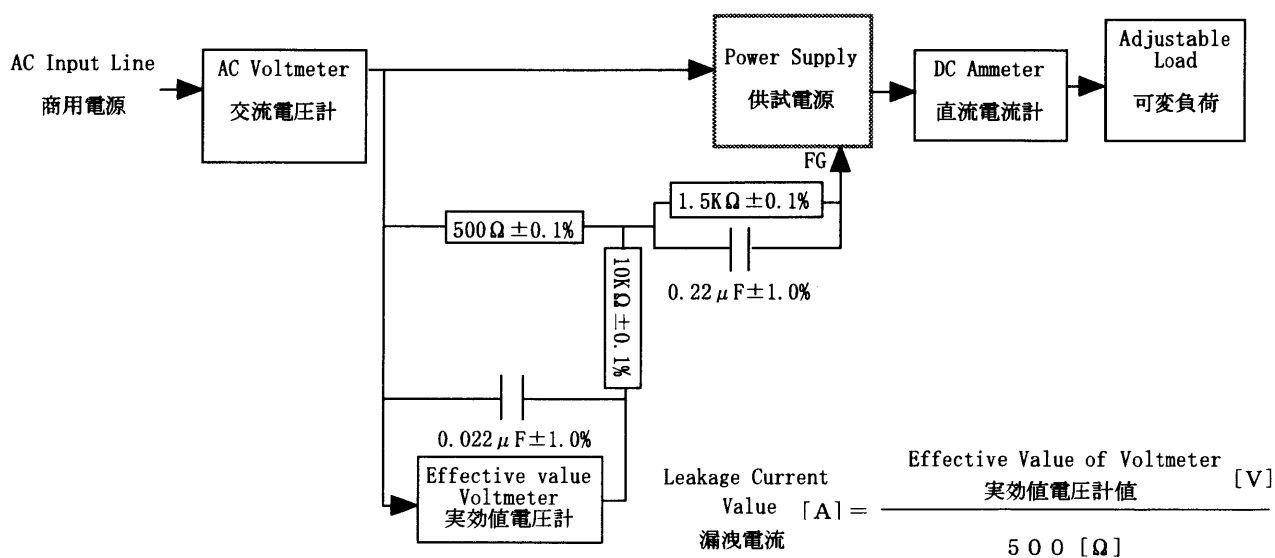 AC Input Line
商用電源
AC Voltmeter
交流電圧計
Power Supply
供試電源
DC Ammeter
直流電流計
Adjustable
Load
可変負荷
FG
1.5KΩ±0.1%
500Ω±0.1%
10KΩ±0.1%
0.22μF±1.0%
0.022μF±1.0%
Effective value
Voltmeter
実効値電圧計
Leakage Current
Value [A]=
漏洩電流
Effective Value of Voltmeter
実効値電圧計値 [V]
500[Ω]